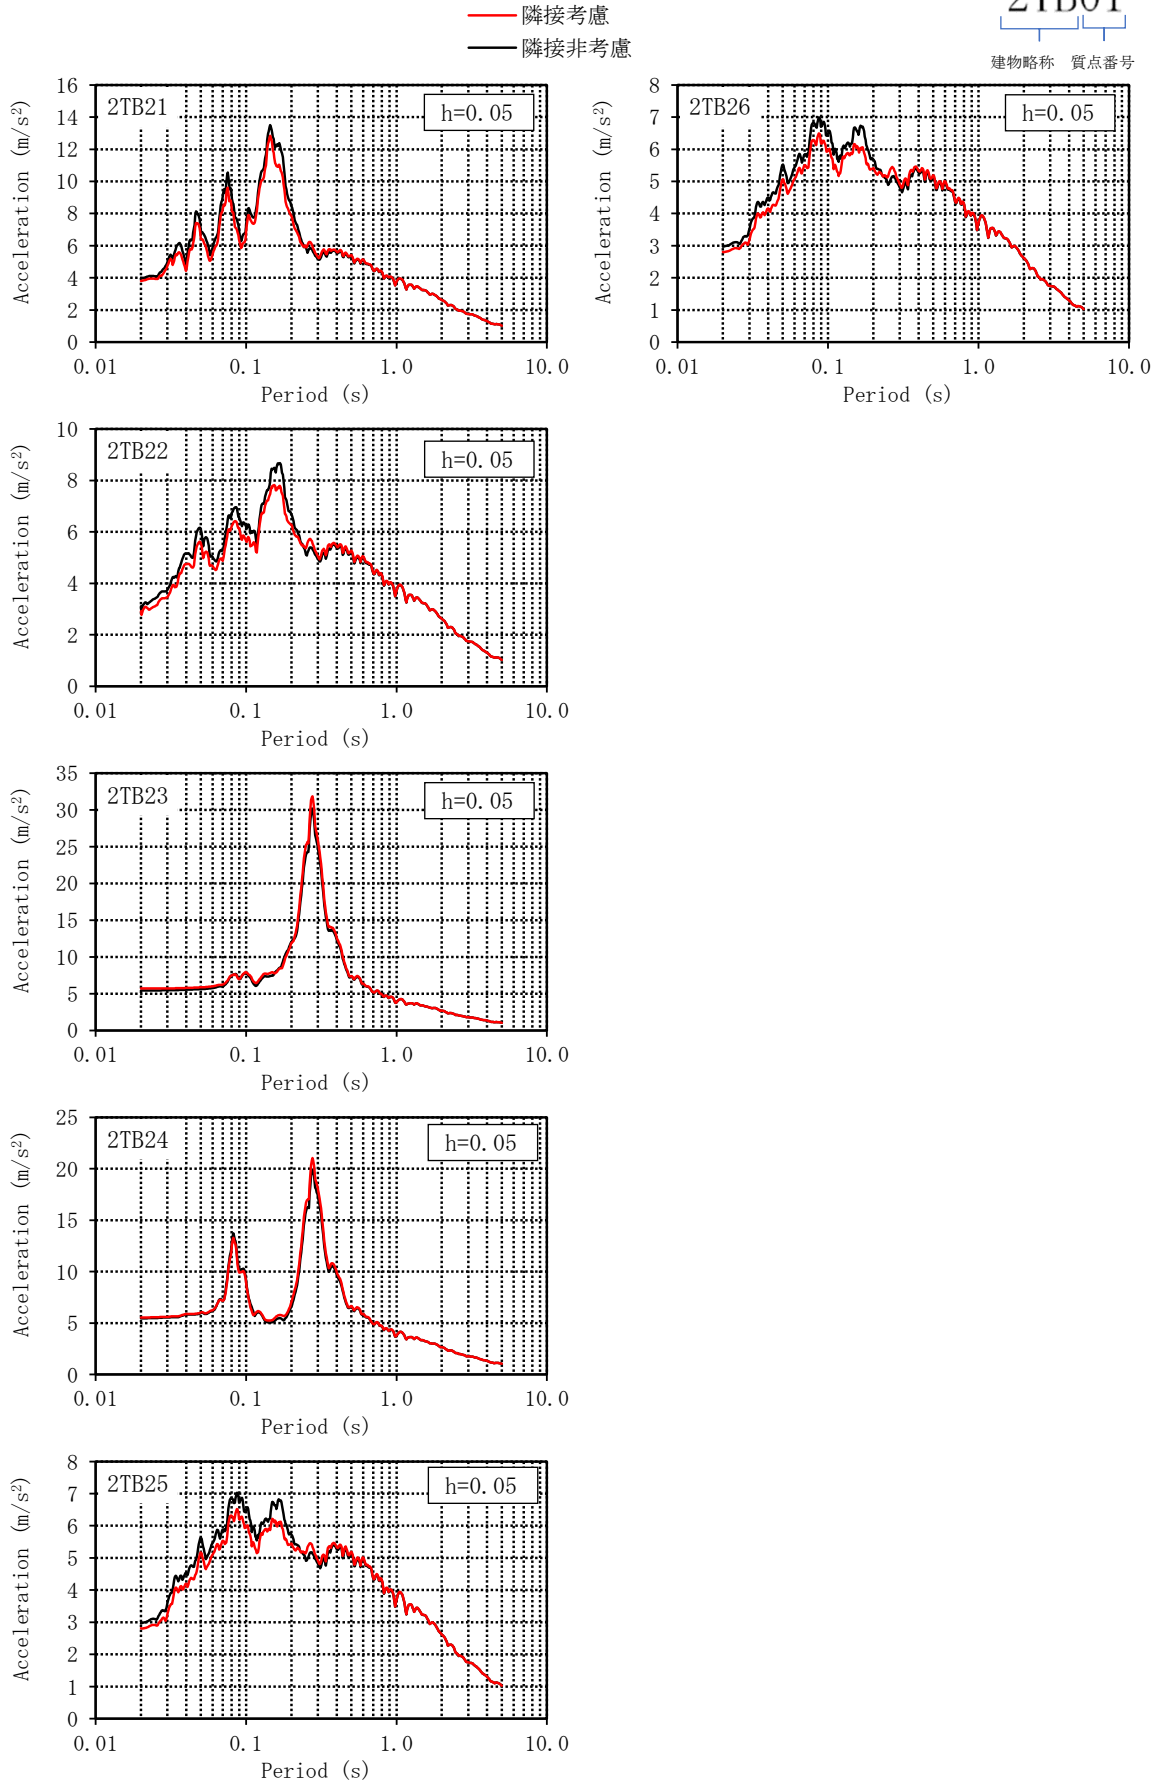 隣接考慮
隣接非考慮
2TB01
建物略称 質点番号
16
14
12
10
8
6
4
2
0
Acceleration (m/s²)
2TB21
h=0.05
0.01 0.1 1.0 10.0
Period (s)
8
7
6
5
4
3
2
1
0
Acceleration (m/s²)
2TB26
h=0.05
0.01 0.1 1.0 10.0
Period (s)
10
8
6
4
2
0
Acceleration (m/s²)
2TB22
h=0.05
0.01 0.1 1.0 10.0
Period (s)
35
30
25
20
15
10
5
0
Acceleration (m/s²)
2TB23
h=0.05
0.01 0.1 1.0 10.0
Period (s)
25
20
15
10
5
0
Acceleration (m/s²)
2TB24
h=0.05
0.01 0.1 1.0 10.0
Period (s)
8
7
6
5
4
3
2
1
0
Acceleration (m/s²)
2TB25
h=0.05
0.01 0.1 1.0 10.0
Period (s)